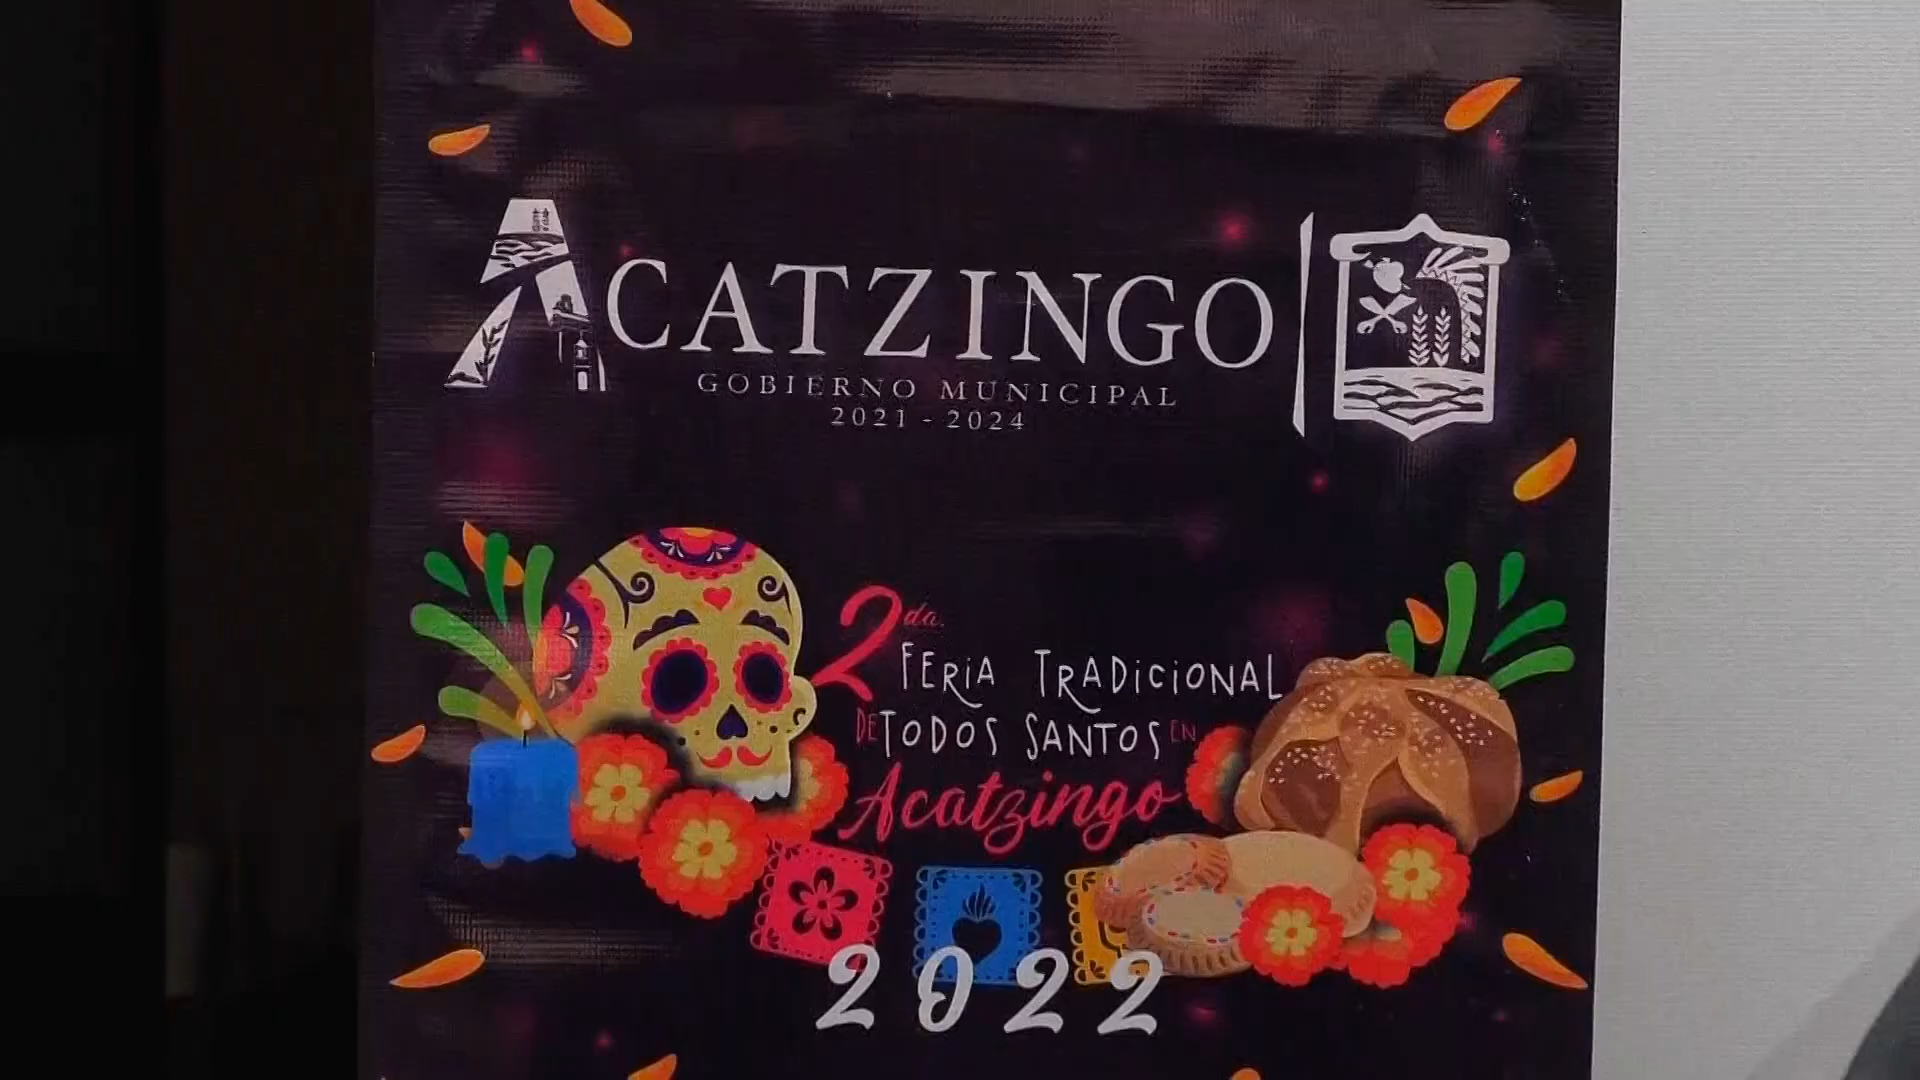 ACATZINGO
GOBIERNO MUNICIPAL
2021 - 2024
2da.
FERIA TRADICIONAL
DE TODOS SANTOS EN
Acatzingo
2022